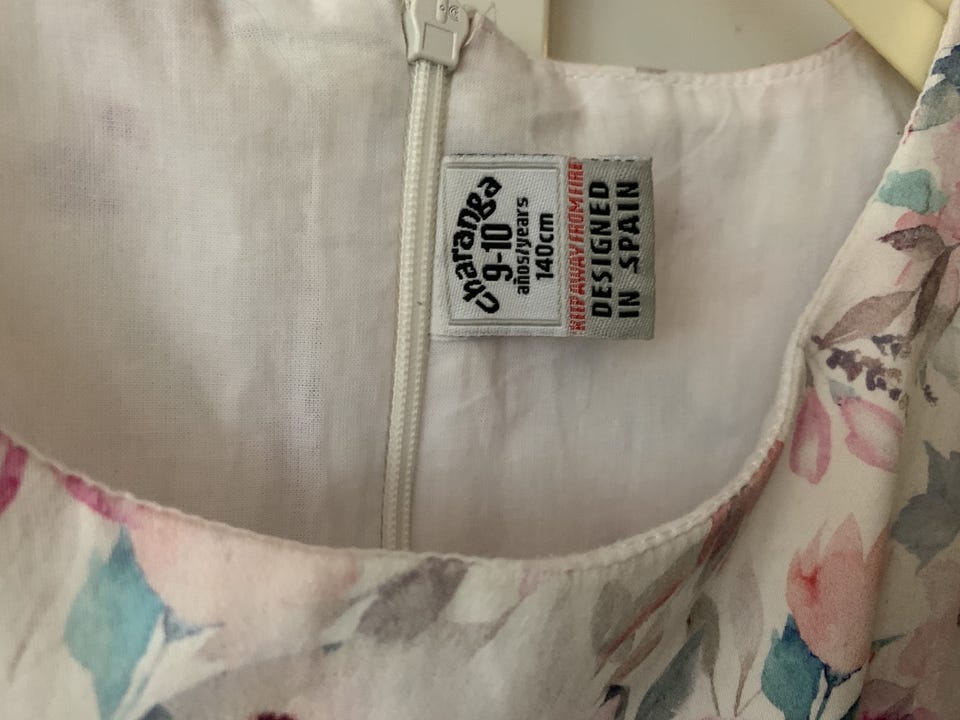 charanga
9-10
años/years
140cm
KEEP AWAY FROM FIRE
DESIGNED
IN SPAIN